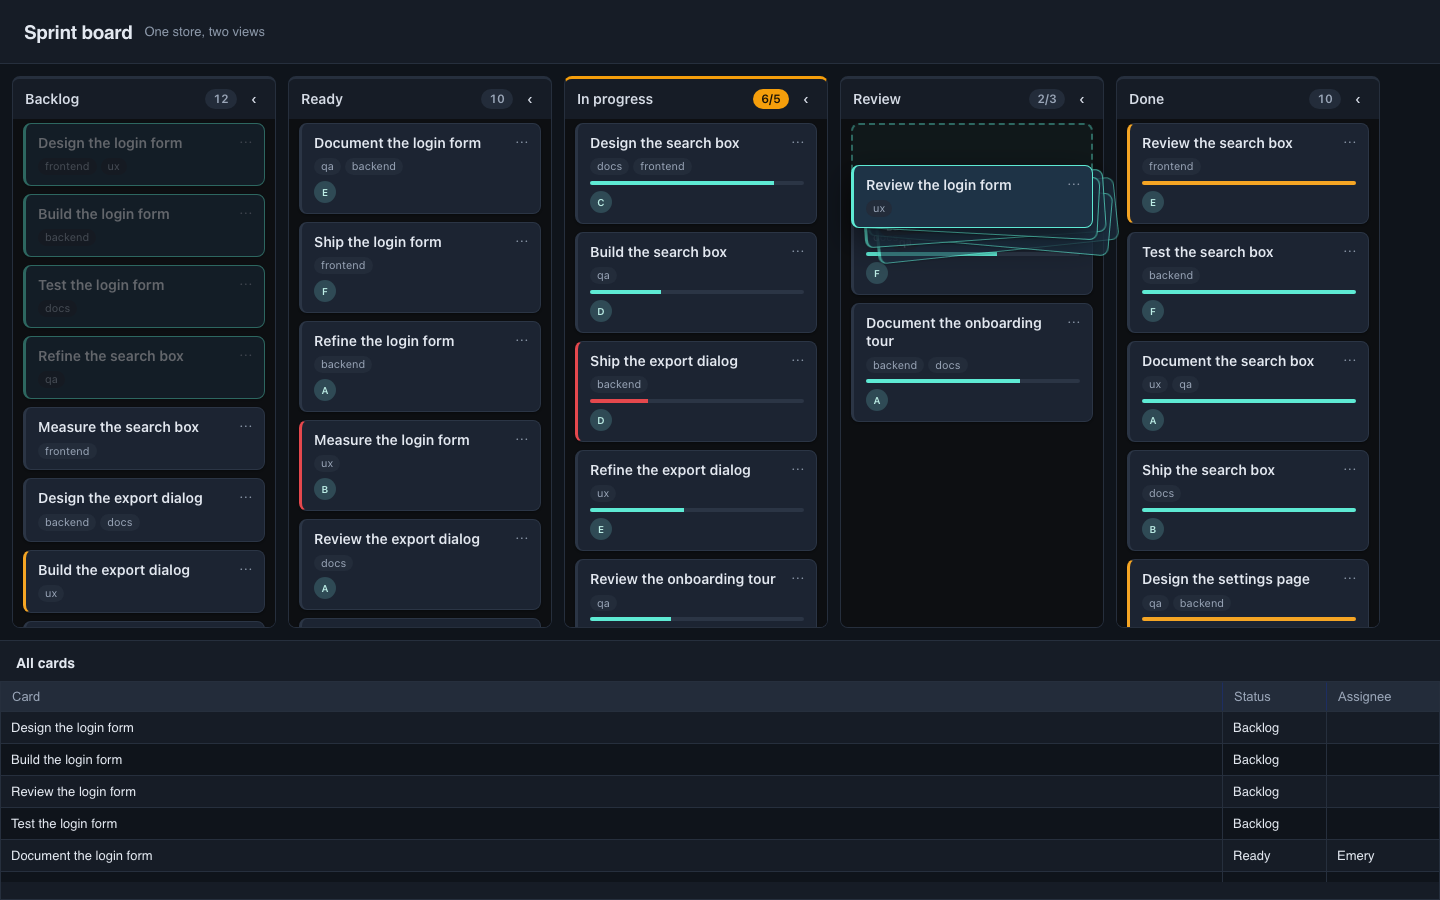 Sprint board One store, two views
Backlog 12 ‹
Design the login form ...
frontend ux
Build the login form ...
backend
Test the login form ...
docs
Refine the search box ...
qa
Measure the search box ...
frontend
Design the export dialog ...
backend docs
Build the export dialog ...
ux
Ready 10 ‹
Document the login form ...
qa backend
E
Ship the login form ...
frontend
F
Refine the login form ...
backend
A
Measure the login form ...
ux
B
Review the export dialog ...
docs
A
In progress 6/5 ‹
Design the search box ...
docs frontend
C
Build the search box ...
qa
D
Ship the export dialog ...
backend
D
Refine the export dialog ...
ux
E
Review the onboarding tour ...
qa
Review 2/3 ‹
Review the login form ...
ux
F
Document the onboarding ...
tour
backend docs
A
Done 10 ‹
Review the search box ...
frontend
E
Test the search box ...
backend
F
Document the search box ...
ux qa
A
Ship the search box ...
docs
B
Design the settings page ...
qa backend
All cards
Card Status Assignee
Design the login form Backlog
Build the login form Backlog
Review the login form Backlog
Test the login form Backlog
Document the login form Ready Emery